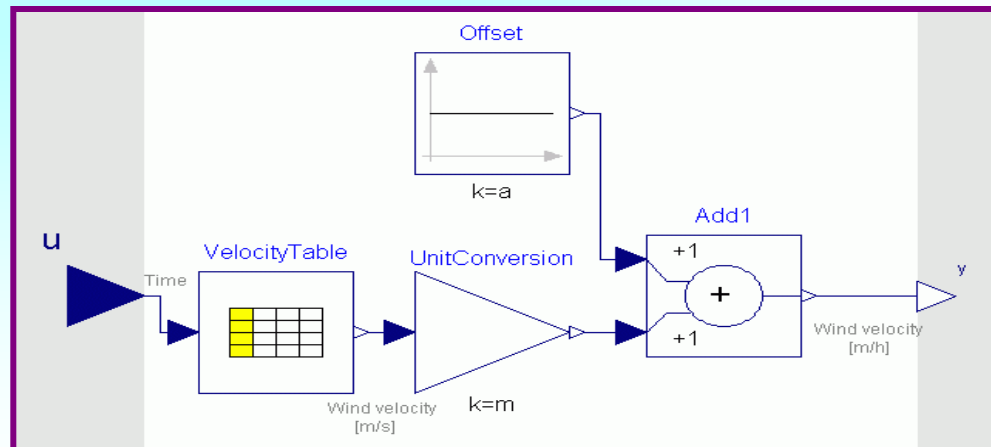 Offset
k=a
Add1
u
VelocityTable
UnitConversion
+1
y
Time
+
Wind velocity
[m/h]
+1
Wind velocity
[m/s]
k=m